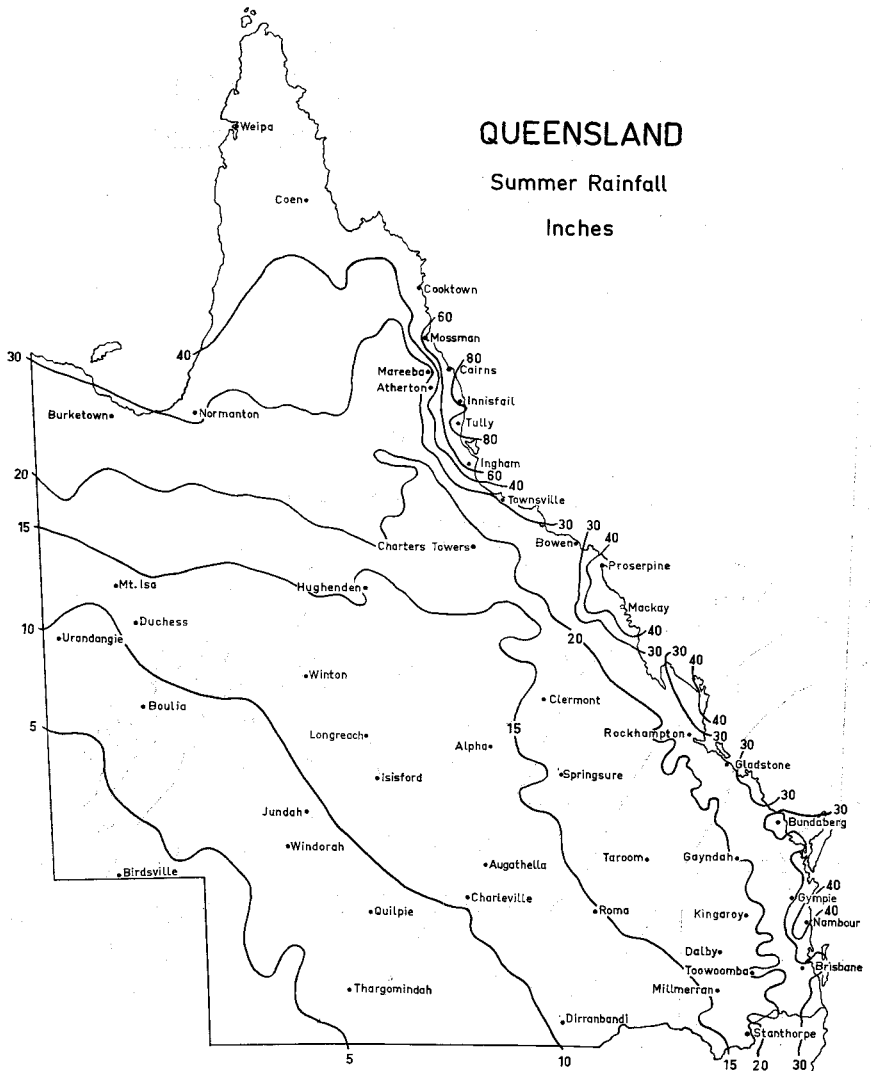 QUEENSLAND
Summer Rainfall
Inches
Weipa
Coen
Cooktown
60
Mossman
40
30
80
Mareeba
Cairns
Atherton
Innisfail
Burketown
Normanton
Tully
80
Ingham
20
60
40
Townsville
15
30
30
Charters Towers
Bowen
40
Proserpine
Mt. Isa
Hughenden
Mackay
Duchess
10
40
Urandangie
20
30
30
40
Winton
Clermont
Boulia
40
5
15
Longreach
Rockhampton
30
Alpha
30
Isisford
Springsure
Gladstone
30
30
Jundah
Bundaberg
Windorah
Augathella
Taroom
Gayndah
Birdsville
40
Charleville
Gympie
Quilpie
Roma
Kingaroy
40
Nambour
Dalby
Toowoomba
Brisbane
Thargomindah
Millmerran
Dirranbandi
Stanthorpe
5
10
15
20
30